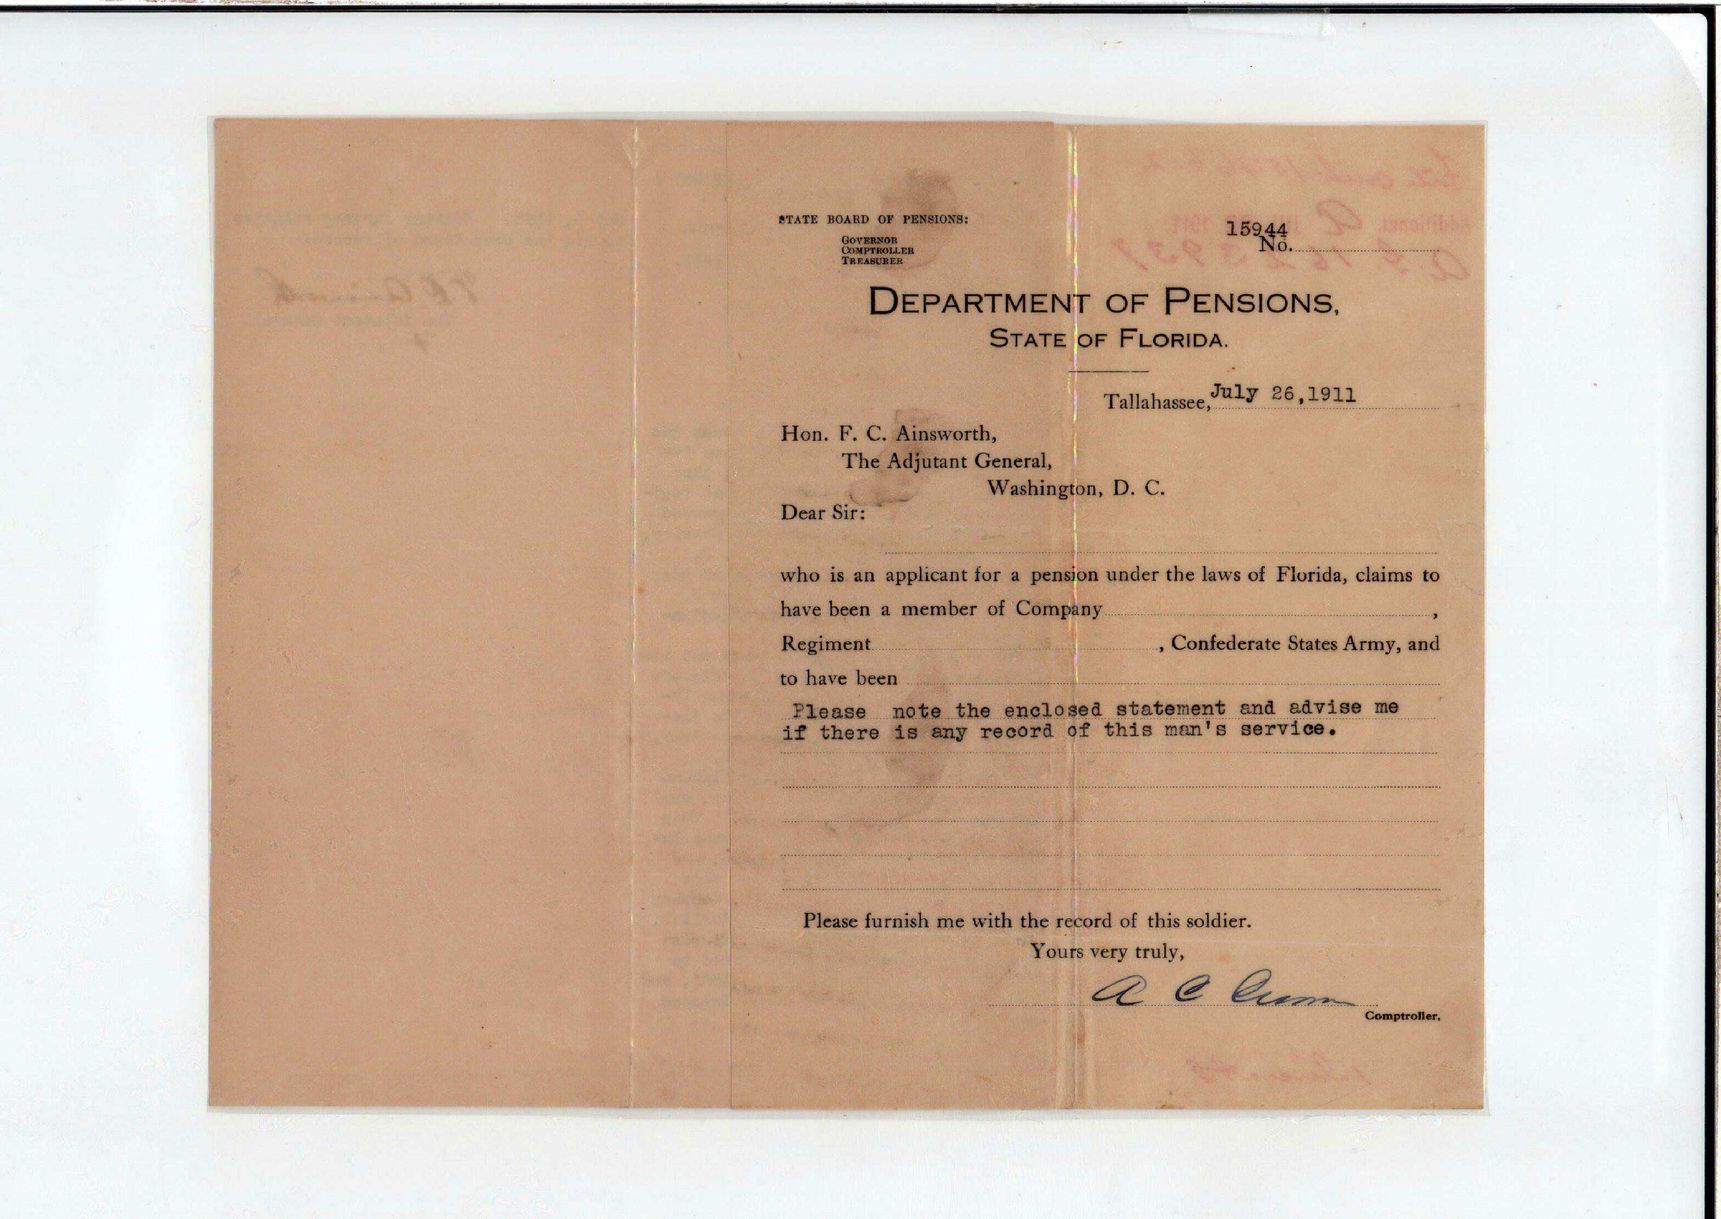 STATE BOARD OF PENSIONS:
GOVERNOR
COMPTROLLER
TREASURER
15944
No.
DEPARTMENT OF PENSIONS,
STATE OF FLORIDA.
Tallahassee, July 26, 1911
Hon. F. C. Ainsworth,
The Adjutant General,
Washington, D. C.
Dear Sir:
who is an applicant for a pension under the laws of Florida, claims to
have been a member of Company ,
Regiment , Confederate States Army, and
to have been
Please note the enclosed statement and advise me
if there is any record of this man's service.
Please furnish me with the record of this soldier.
Yours very truly,
A C Croom
Comptroller.